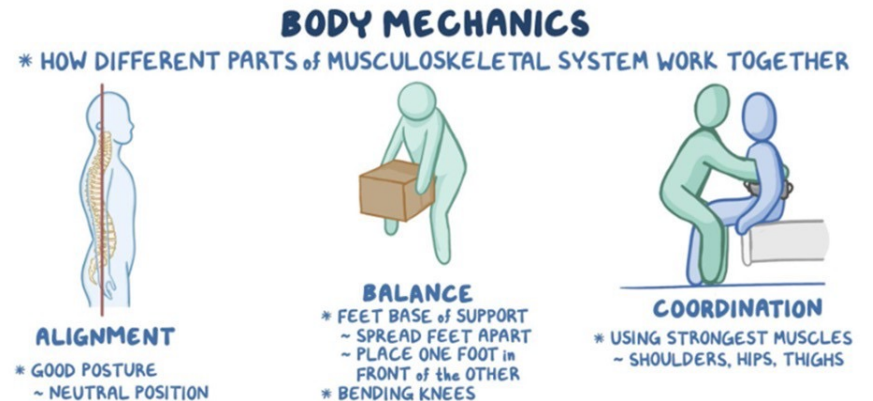 BODY MECHANICS
* HOW DIFFERENT PARTS of MUSCULOSKELETAL SYSTEM WORK TOGETHER
ALIGNMENT
* GOOD POSTURE
~ NEUTRAL POSITION
BALANCE
* FEET BASE of SUPPORT
~ SPREAD FEET APART
~ PLACE ONE FOOT in
FRONT of the OTHER
* BENDING KNEES
COORDINATION
* USING STRONGEST MUSCLES
~ SHOULDERS, HIPS, THIGHS